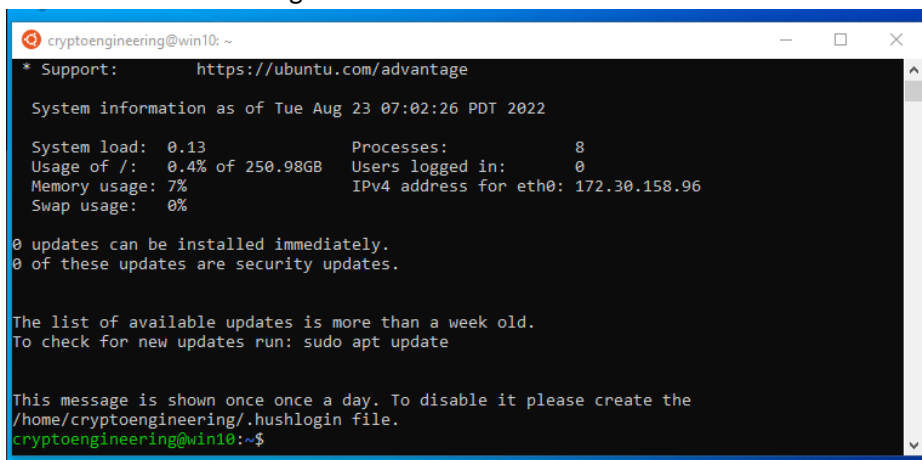 cryptoengineering@win10: ~
* Support: https://ubuntu.com/advantage
System information as of Tue Aug 23 07:02:26 PDT 2022
System load: 0.13 Processes: 8
Usage of /: 0.4% of 250.98GB Users logged in: 0
Memory usage: 7% IPv4 address for eth0: 172.30.158.96
Swap usage: 0%
0 updates can be installed immediately.
0 of these updates are security updates.
The list of available updates is more than a week old.
To check for new updates run: sudo apt update
This message is shown once once a day. To disable it please create the
/home/cryptoengineering/.hushlogin file.
cryptoengineering@win10:~$